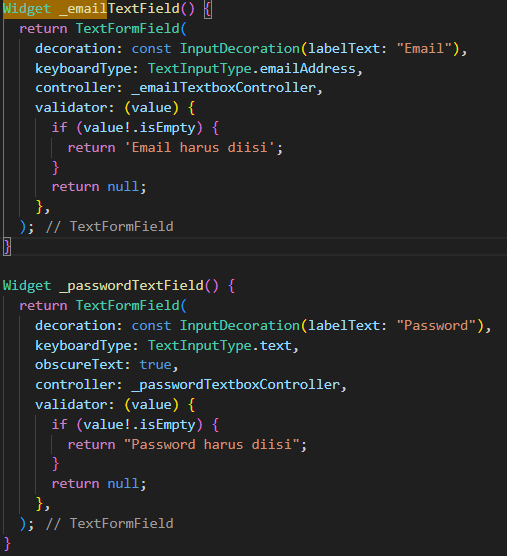 Widget _emailTextField() {
  return TextFormField(
    decoration: const InputDecoration(labelText: "Email"),
    keyboardType: TextInputType.emailAddress,
    controller: _emailTextboxController,
    validator: (value) {
      if (value!.isEmpty) {
        return 'Email harus diisi';
      }
      return null;
    },
  ); // TextFormField
}

Widget _passwordTextField() {
  return TextFormField(
    decoration: const InputDecoration(labelText: "Password"),
    keyboardType: TextInputType.text,
    obscureText: true,
    controller: _passwordTextboxController,
    validator: (value) {
      if (value!.isEmpty) {
        return "Password harus diisi";
      }
      return null;
    },
  ); // TextFormField
}